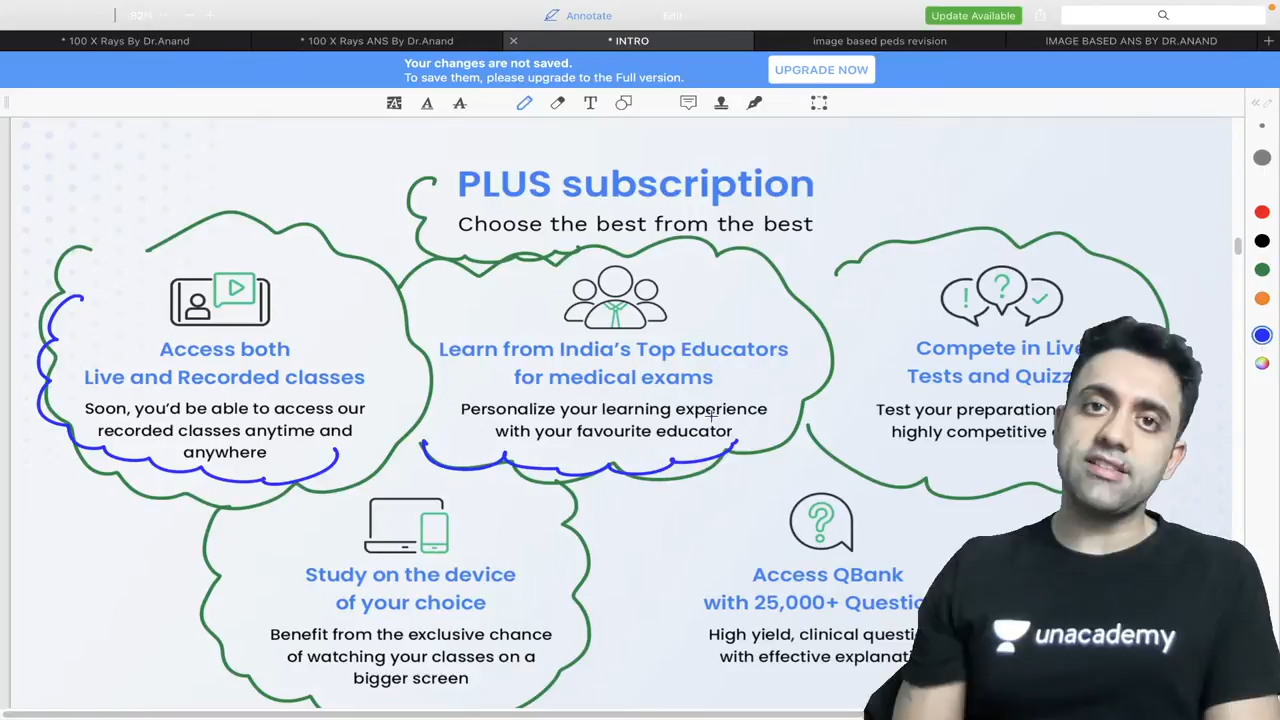 82%
Annotate
Edit
Update Available
* 100 X Rays By Dr.Anand
* 100 X Rays ANS By Dr.Anand
* INTRO
image based peds revision
IMAGE BASED ANS BY DR.ANAND
Your changes are not saved.
To save them, please upgrade to the Full version.
UPGRADE NOW
PLUS subscription
Choose the best from the best
Access both
Live and Recorded classes
Soon, you'd be able to access our
recorded classes anytime and
anywhere
Learn from India's Top Educators
for medical exams
Personalize your learning experience
with your favourite educator
Compete in Live
Tests and Quizz
Test your preparation
highly competitive
Study on the device
of your choice
Benefit from the exclusive chance
of watching your classes on a
bigger screen
Access QBank
with 25,000+ Questio
High yield, clinical questi
with effective explanati
unacademy